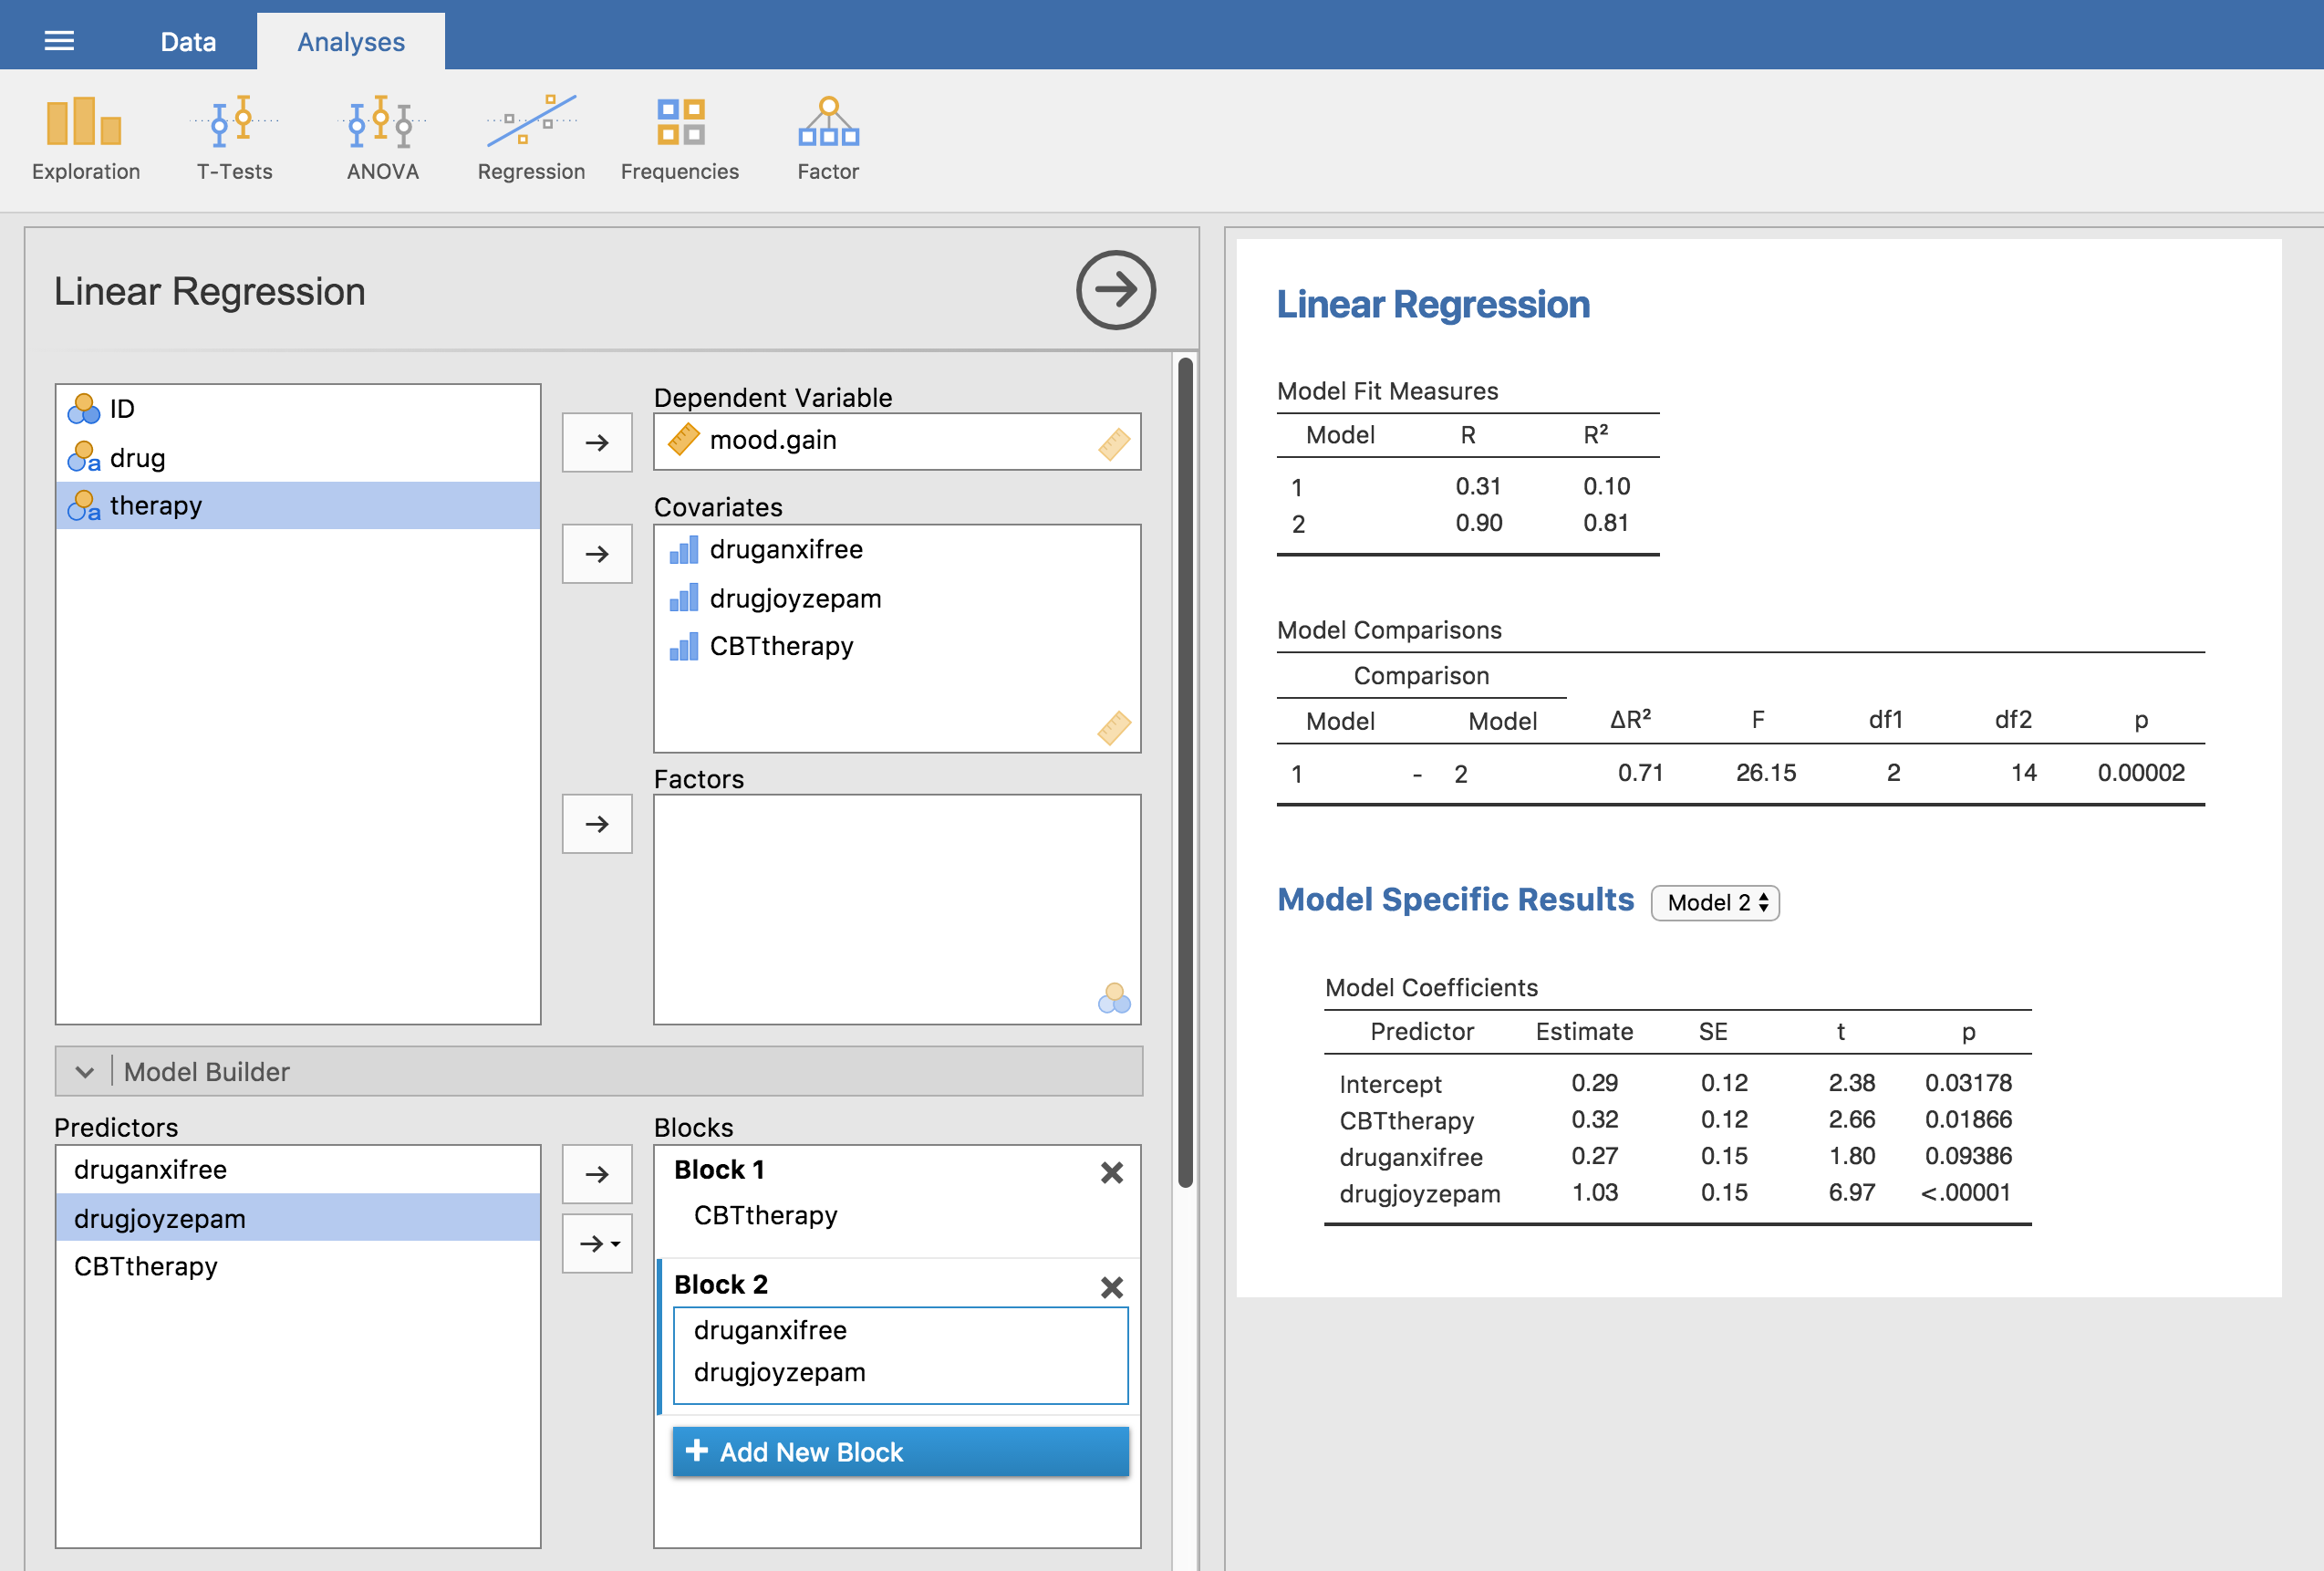 Data Analyses
Exploration T-Tests ANOVA Regression Frequencies Factor
Linear Regression
ID
drug
therapy
Dependent Variable
mood.gain
Covariates
druganxifree
drugjoyzepam
CBTtherapy
Factors
Model Builder
Predictors
druganxifree
drugjoyzepam
CBTtherapy
Blocks
Block 1
CBTtherapy
Block 2
druganxifree
drugjoyzepam
Add New Block
Linear Regression
Model Fit Measures
Model R R²
1 0.31 0.10
2 0.90 0.81
Model Comparisons
Comparison
Model Model ΔR² F df1 df2 p
1 - 2 0.71 26.15 2 14 0.00002
Model Specific Results Model 2
Model Coefficients
Predictor Estimate SE t p
Intercept 0.29 0.12 2.38 0.03178
CBTtherapy 0.32 0.12 2.66 0.01866
druganxifree 0.27 0.15 1.80 0.09386
drugjoyzepam 1.03 0.15 6.97 <.00001